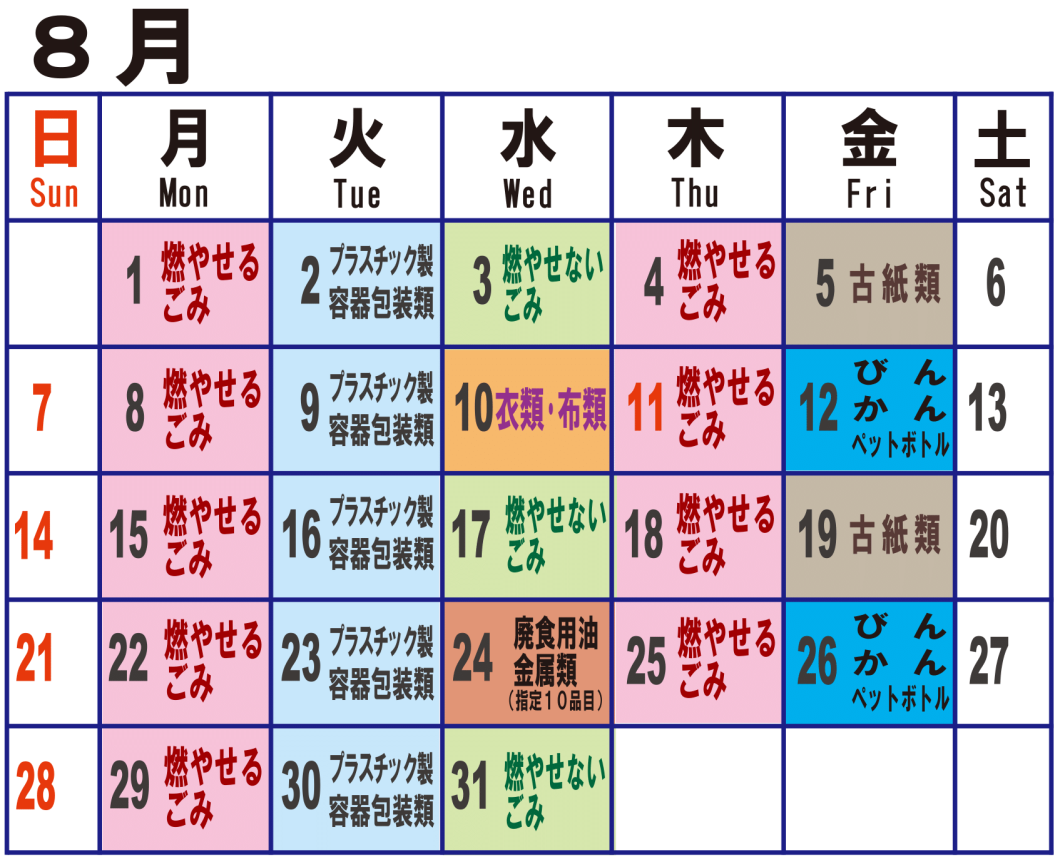 8月
日 月 火 水 木 金 土
Sun Mon Tue Wed Thu Fri Sat
1 燃やせる
ごみ
2 プラスチック製
容器包装類
3 燃やせない
ごみ
4 燃やせる
ごみ
5 古紙類
6
7
8 燃やせる
ごみ
9 プラスチック製
容器包装類
10 衣類・布類
11 燃やせる
ごみ
12 びん
かん
ペットボトル
13
14
15 燃やせる
ごみ
16 プラスチック製
容器包装類
17 燃やせない
ごみ
18 燃やせる
ごみ
19 古紙類
20
21
22 燃やせる
ごみ
23 プラスチック製
容器包装類
24 廃食用油
金属類
(指定10品目)
25 燃やせる
ごみ
26 びん
かん
ペットボトル
27
28
29 燃やせる
ごみ
30 プラスチック製
容器包装類
31 燃やせない
ごみ